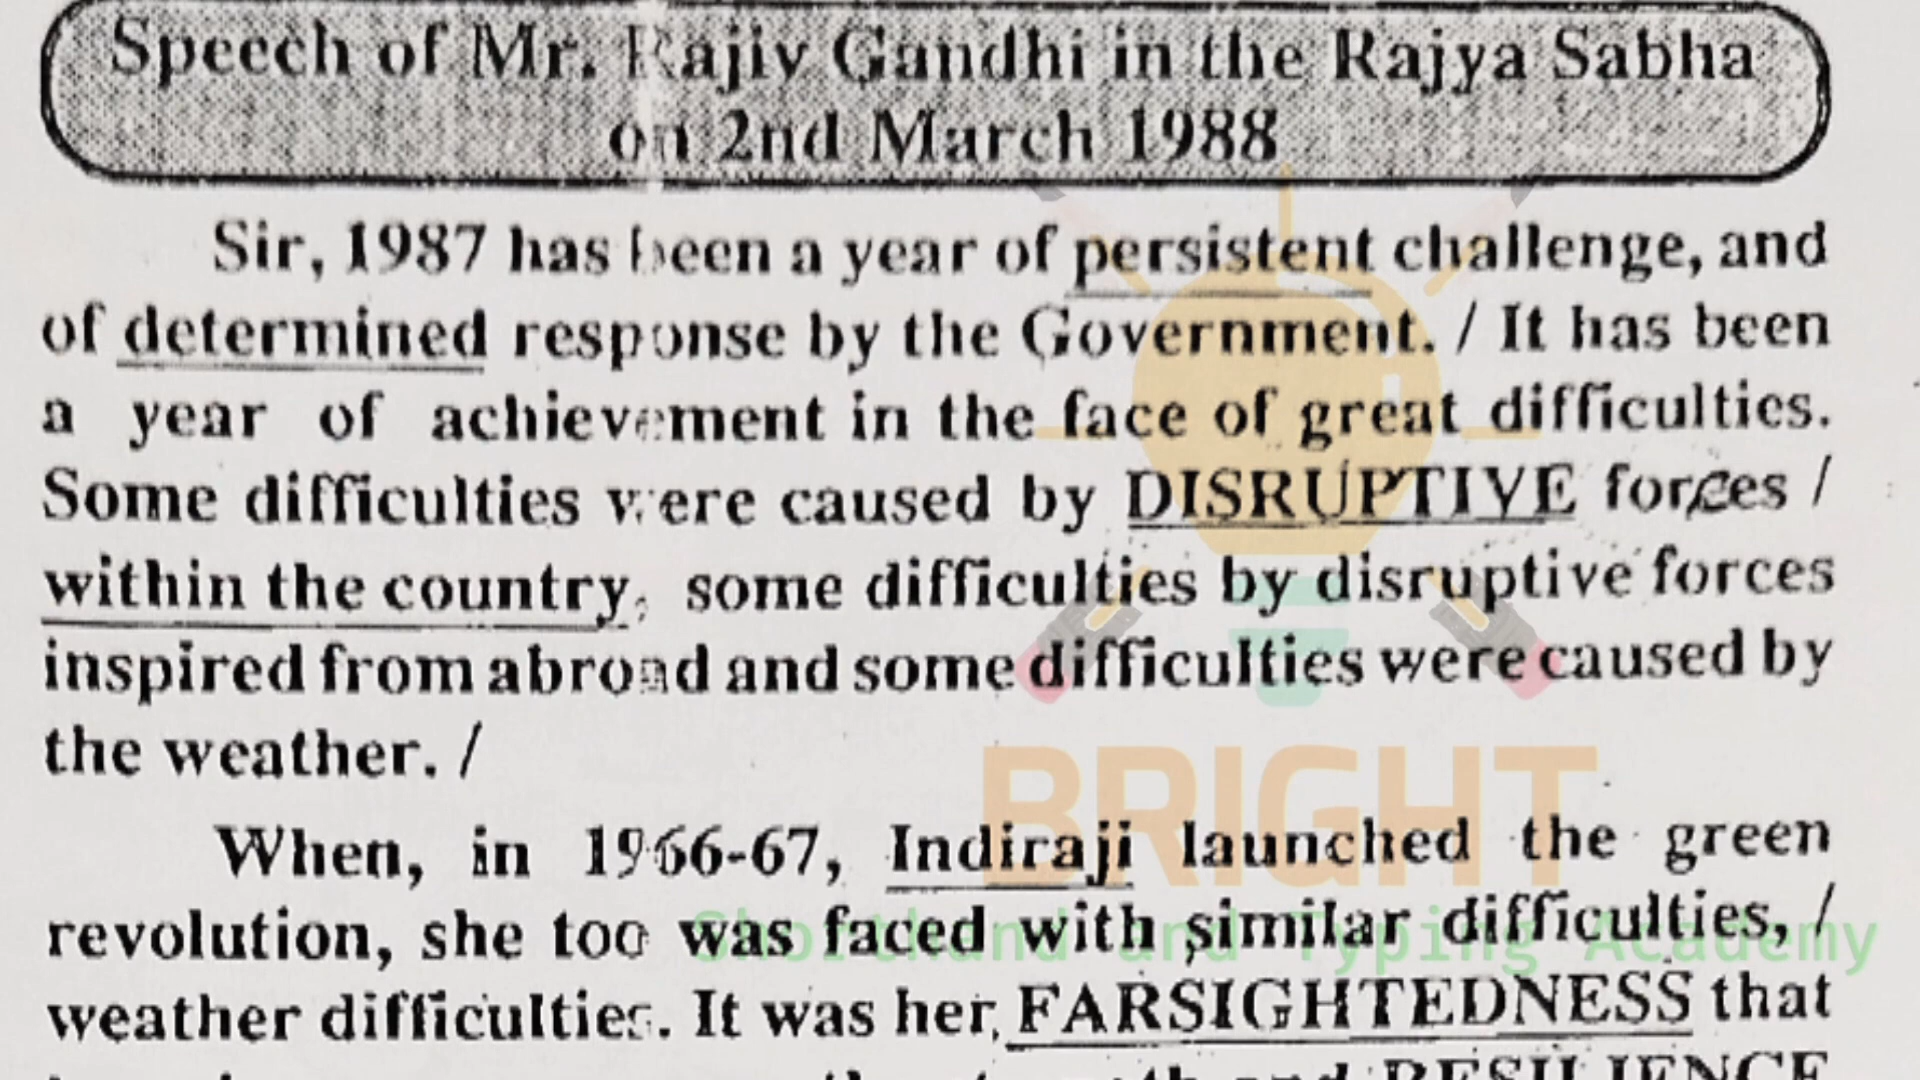 Speech of Mr. Rajiv Gandhi in the Rajya Sabha
on 2nd March 1988
Sir, 1987 has been a year of persistent challenge, and
of determined response by the Government. / It has been
a year of achievement in the face of great difficulties.
Some difficulties were caused by DISRUPTIVE forces /
within the country, some difficulties by disruptive forces
inspired from abroad and some difficulties were caused by
the weather. /
BRIGHT
When, in 1966-67, Indiraji launched the green
revolution, she too was faced with similar difficulties, /
Shorthand and Typing Academy
weather difficulties. It was her FARSIGHTEDNESS that
and RESILIENCE